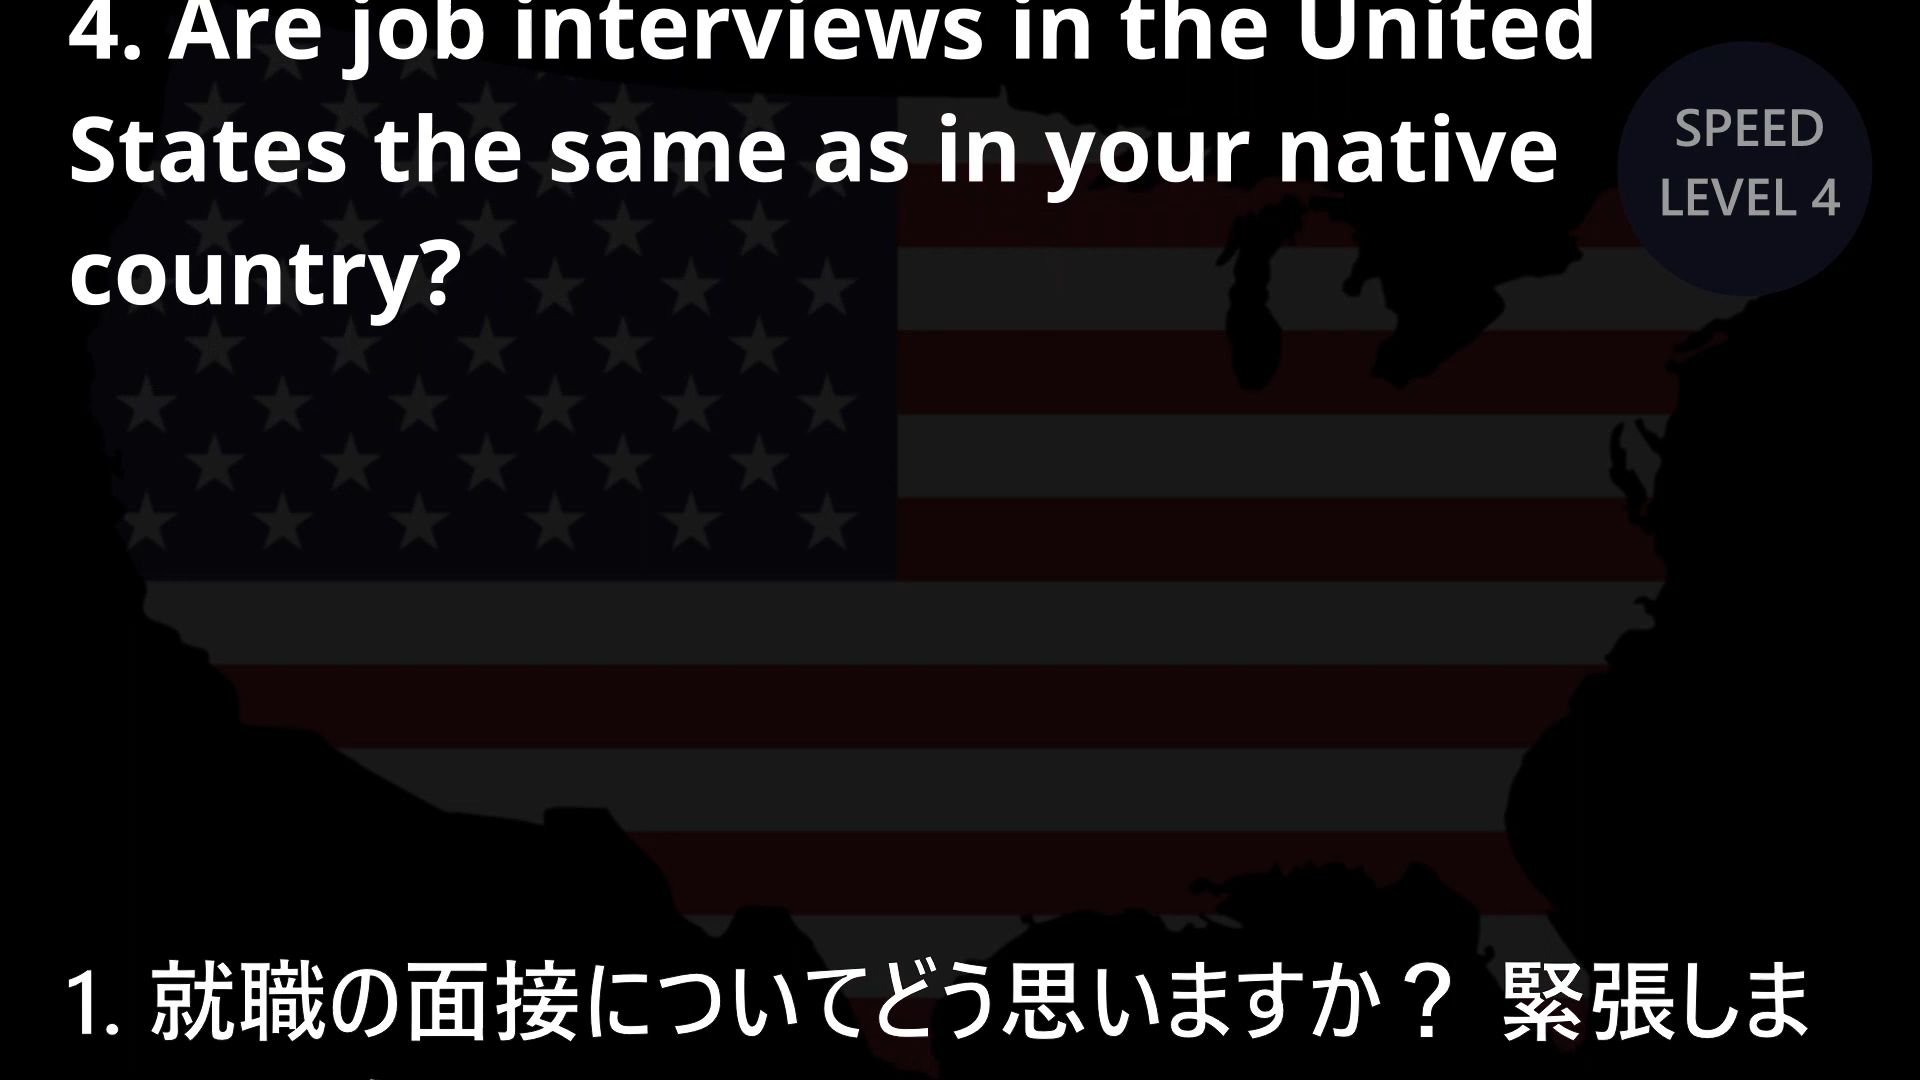 4. Are job interviews in the United
States the same as in your native
country?
SPEED
LEVEL 4
1. 就職の面接についてどう思いますか？ 緊張しま